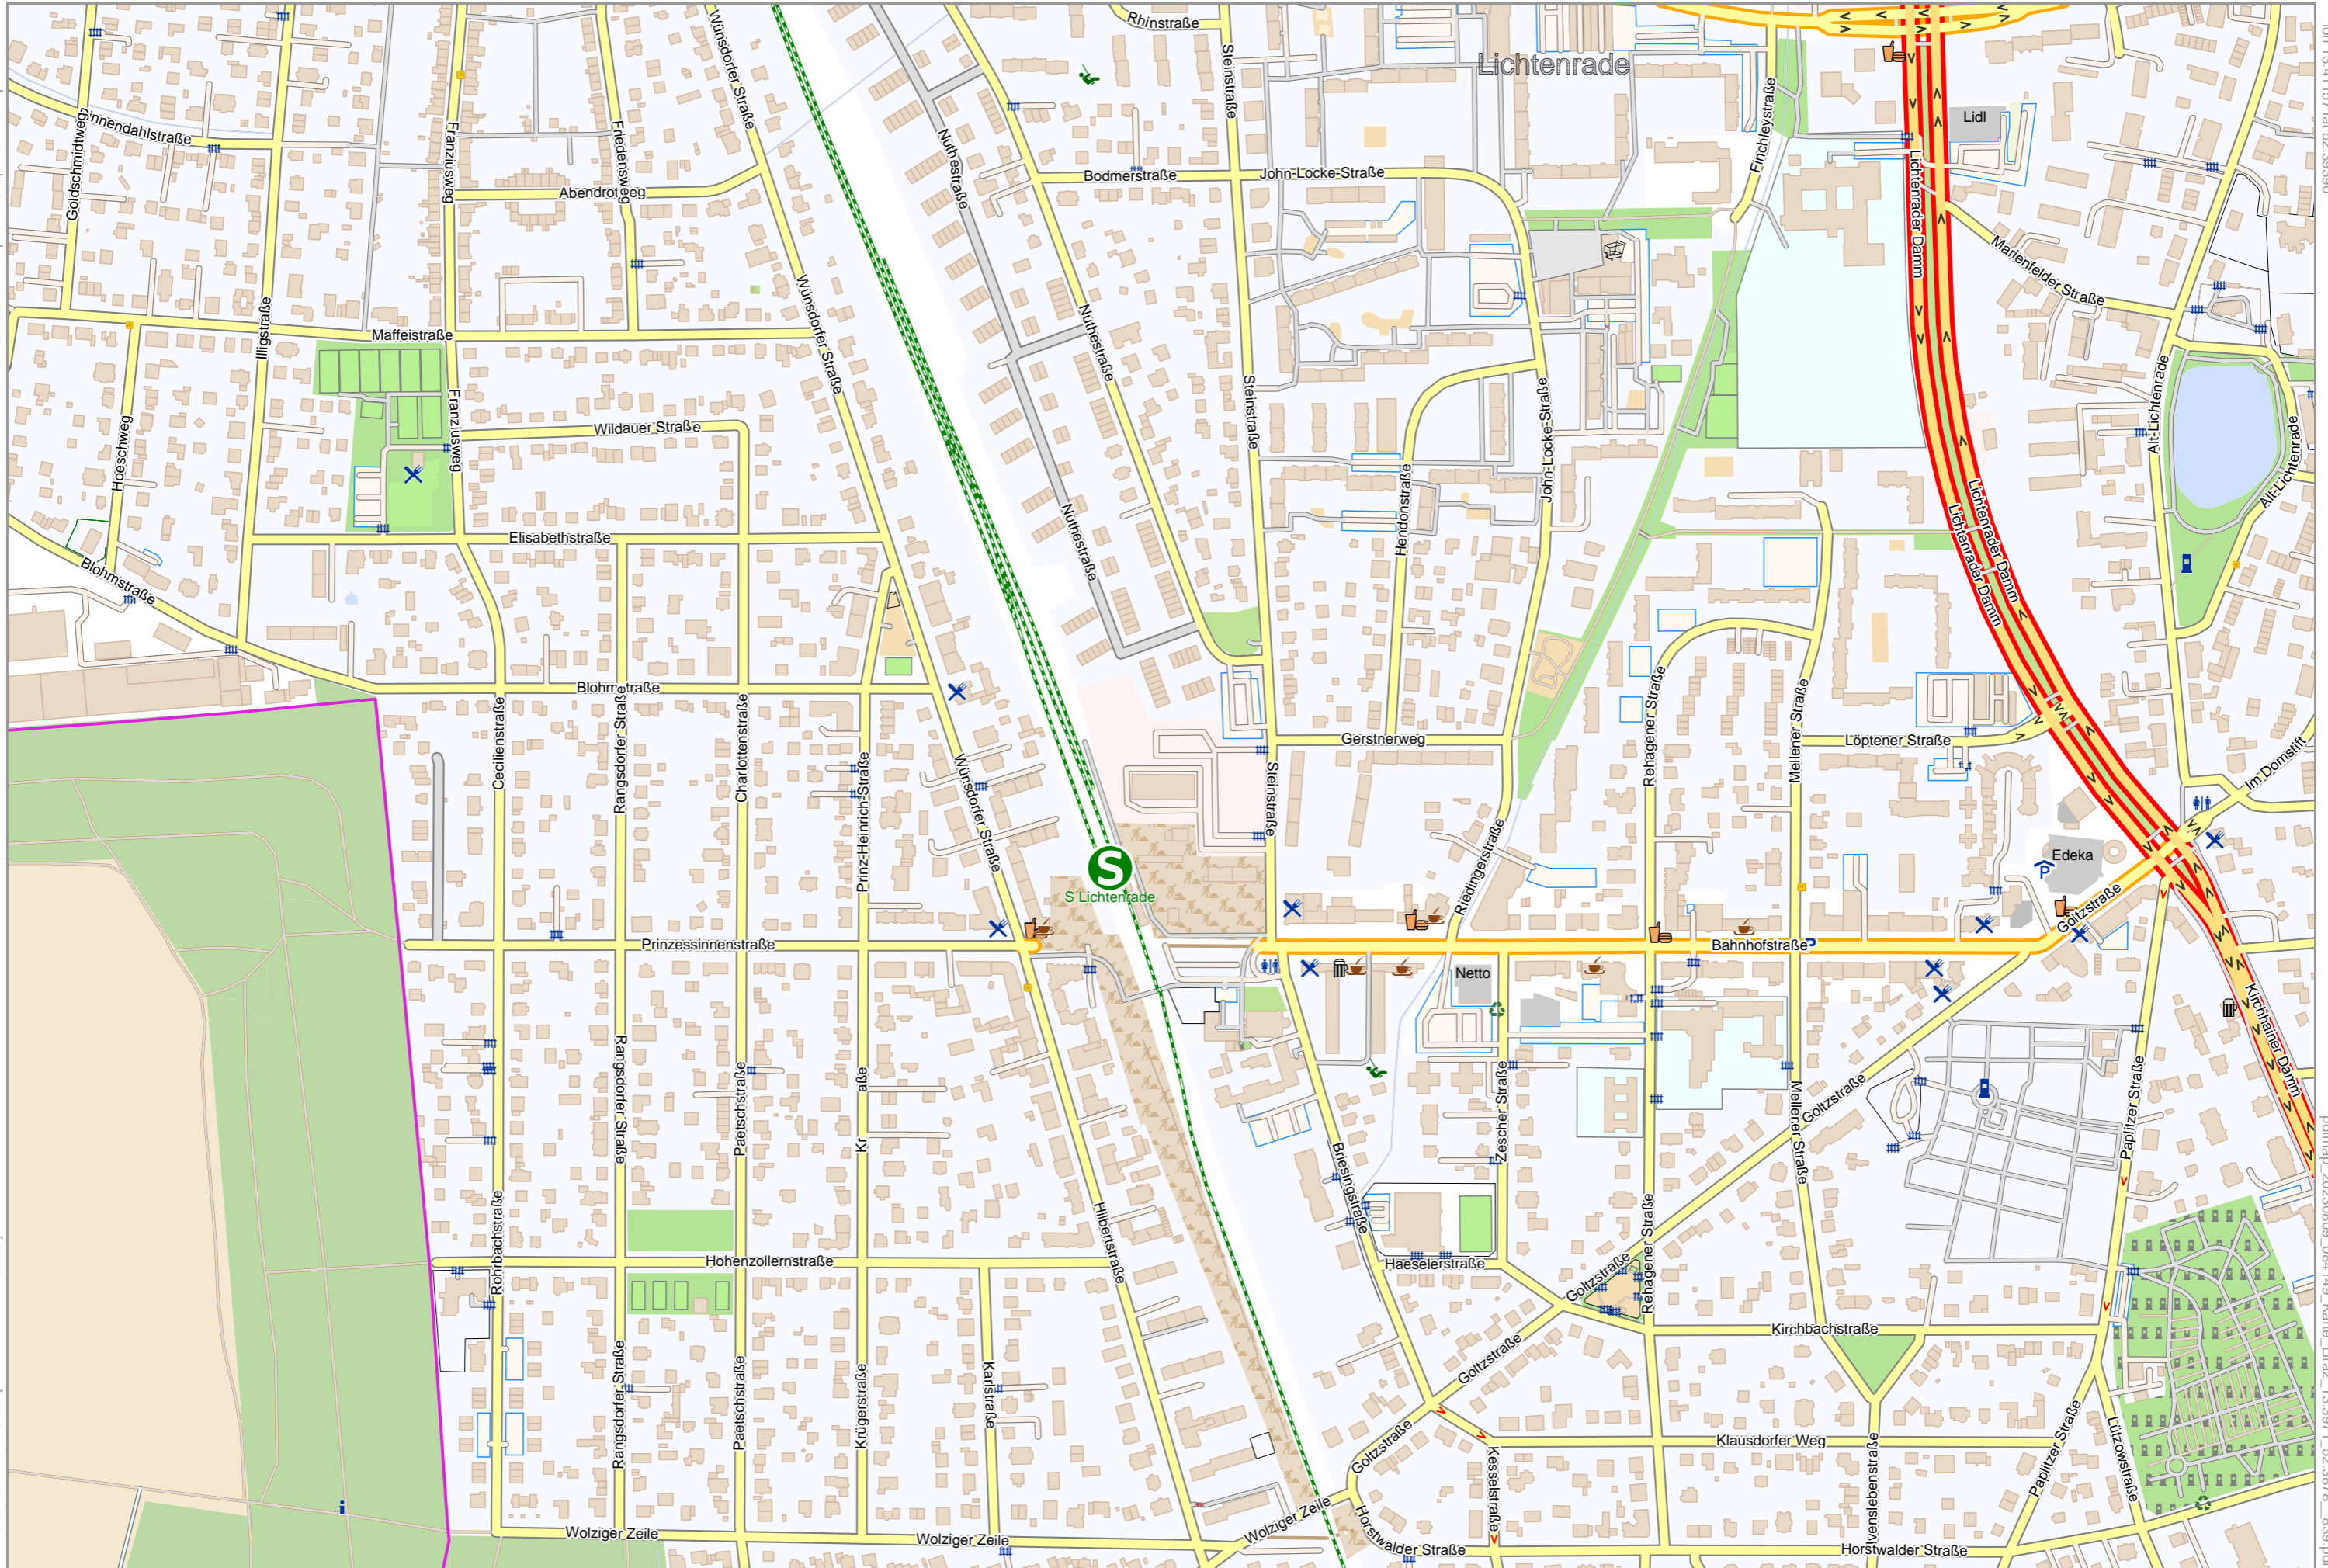 Rhinstraße
Wünsdorfer Straße
Steinstraße
Lichtenrade
Finchleystraße
Lidl
Goldschmidtweg
Franziusweg
Friedensweg
Nuthestraße
Bodmerstraße
John-Locke-Straße
Abendrotweg
Lichtenrader Damm
Marienfelder Straße
Illigstraße
Maffeistraße
Wünsdorfer Straße
Nuthestraße
Steinstraße
John-Locke-Straße
Alt-Lichtenrade
Alt-Lichtenrade
Hoeschweg
Franziusweg
Wildauer Straße
Hendonstraße
Nuthestraße
Elisabethstraße
Lichtenrader Damm
Lichtenrader Damm
Blohmstraße
Blohmstraße
Cecilienstraße
Rangsdorfer Straße
Charlottenstraße
Prinz-Heinrich-Straße
Wünsdorfer Straße
Steinstraße
Gerstnerweg
Rehagener Straße
Mellener Straße
Löptener Straße
Im Domstift
Riedingerstraße
Edeka
S
S Lichtenrade
Prinzessinnenstraße
Bahnhofstraße
P
Goltzstraße
Netto
Kirchhainer Damm
Rangsdorfer Straße
Paetschstraße
Zescher Straße
Mellener Straße
Goltzstraße
Paplitzer Straße
Briesingstraße
Rohrbachstraße
Hohenzollernstraße
Hilbertstraße
Haeselerstraße
Goltzstraße
Rehagener Straße
Kirchbachstraße
Goltzstraße
Rangsdorfer Straße
Paetschstraße
Krügerstraße
Karlstraße
Goltzstraße
Kesselstraße
Klausdorfer Weg
Paplitzer Straße
Lützowstraße
Wolziger Zeile
Wolziger Zeile
Wolziger Zeile
Horstwalder Straße
Horstwalder Straße